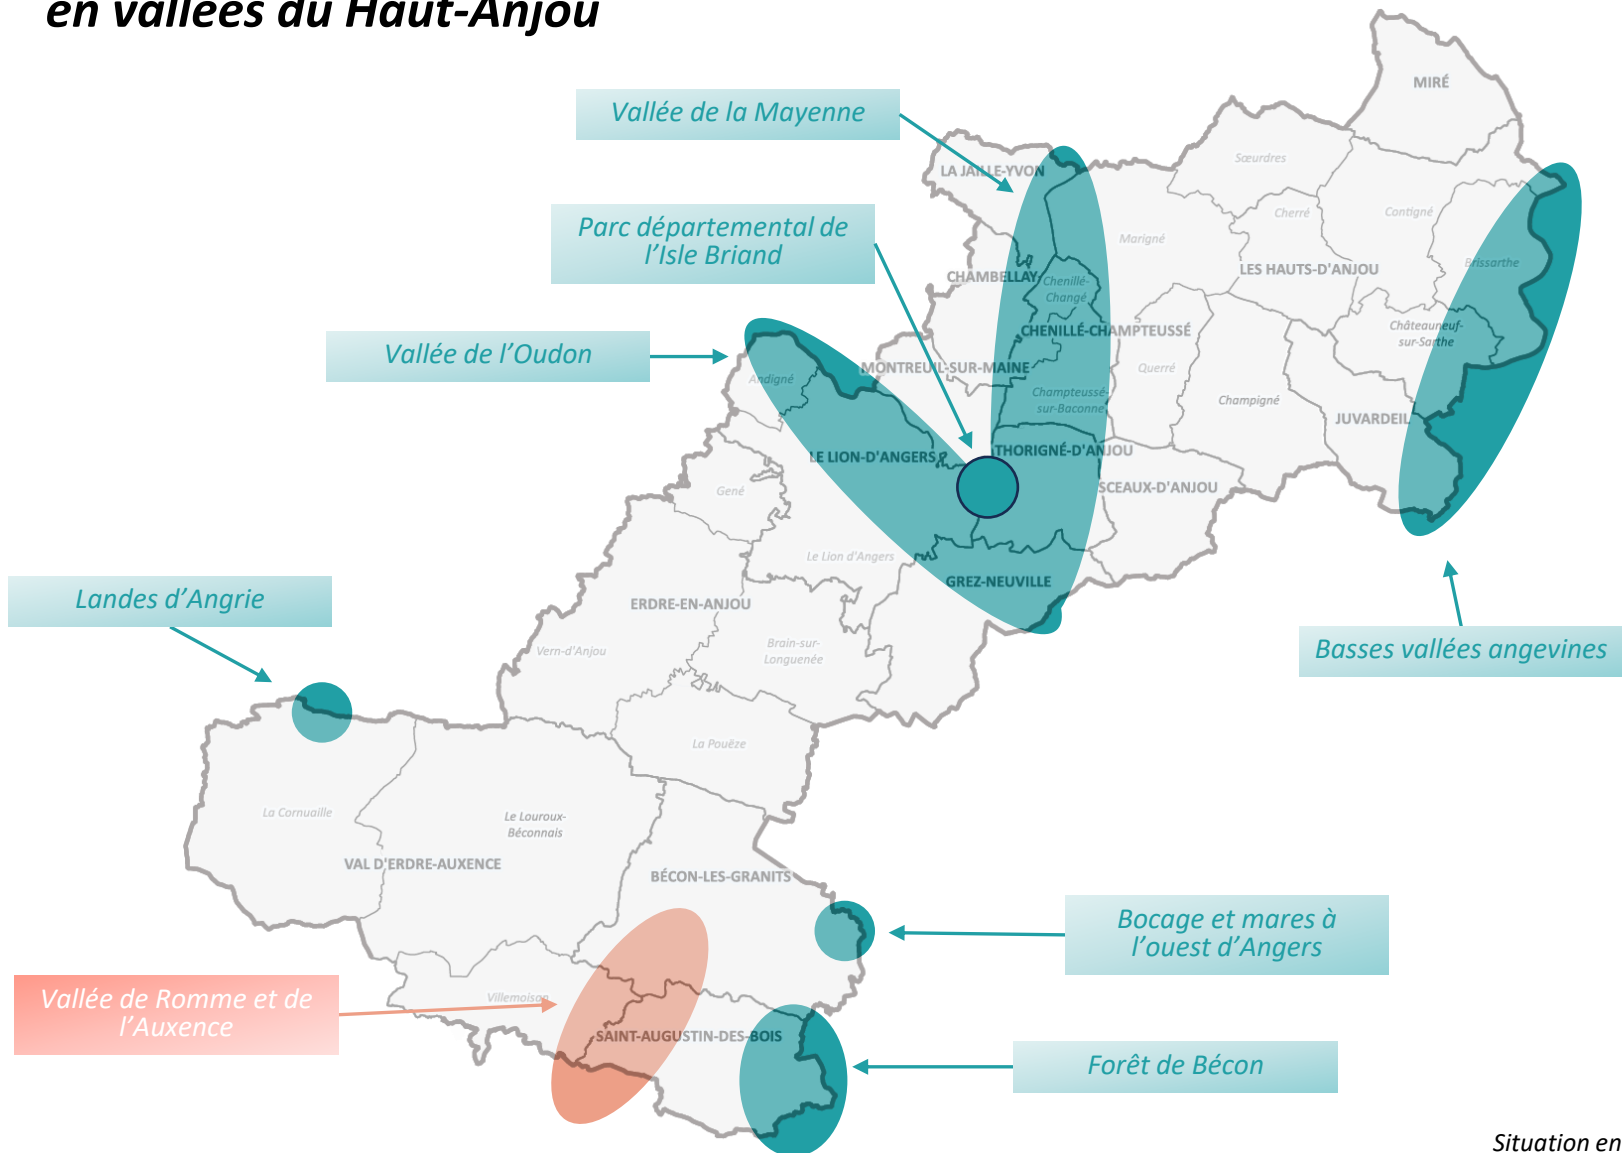 en vallées du Haut-Anjou
MIRÉ
Vallée de la Mayenne
Sœurdres
LA JAILLE-YVON
Cherré
Contigné
Parc départemental de
l’Isle Briand
Marigné
Brissarthe
LES HAUTS-D'ANJOU
CHAMBELLAY
Chenillé-
Changé
Châteauneuf-
sur-Sarthe
CHENILLÉ-CHAMPTEUSSÉ
Vallée de l’Oudon
MONTREUIL-SUR-MAINE
Querré
Andigné
Champteussé-
sur-Baconne
Champigné
JUVARDEIL
LE LION-D'ANGERS
THORIGNÉ-D'ANJOU
SCEAUX-D'ANJOU
Gené
Le Lion d'Angers
GREZ-NEUVILLE
Landes d’Angrie
ERDRE-EN-ANJOU
Brain-sur-
Longuenée
Vern-d'Anjou
Basses vallées angevines
La Pouëze
La Cornuaille
Le Louroux-
Béconnais
VAL D'ERDRE-AUXENCE
BÉCON-LES-GRANITS
Bocage et mares à
l’ouest d’Angers
Vallée de Romme et de
l’Auxence
Villemoisan
SAINT-AUGUSTIN-DES-BOIS
Forêt de Bécon
Situation en